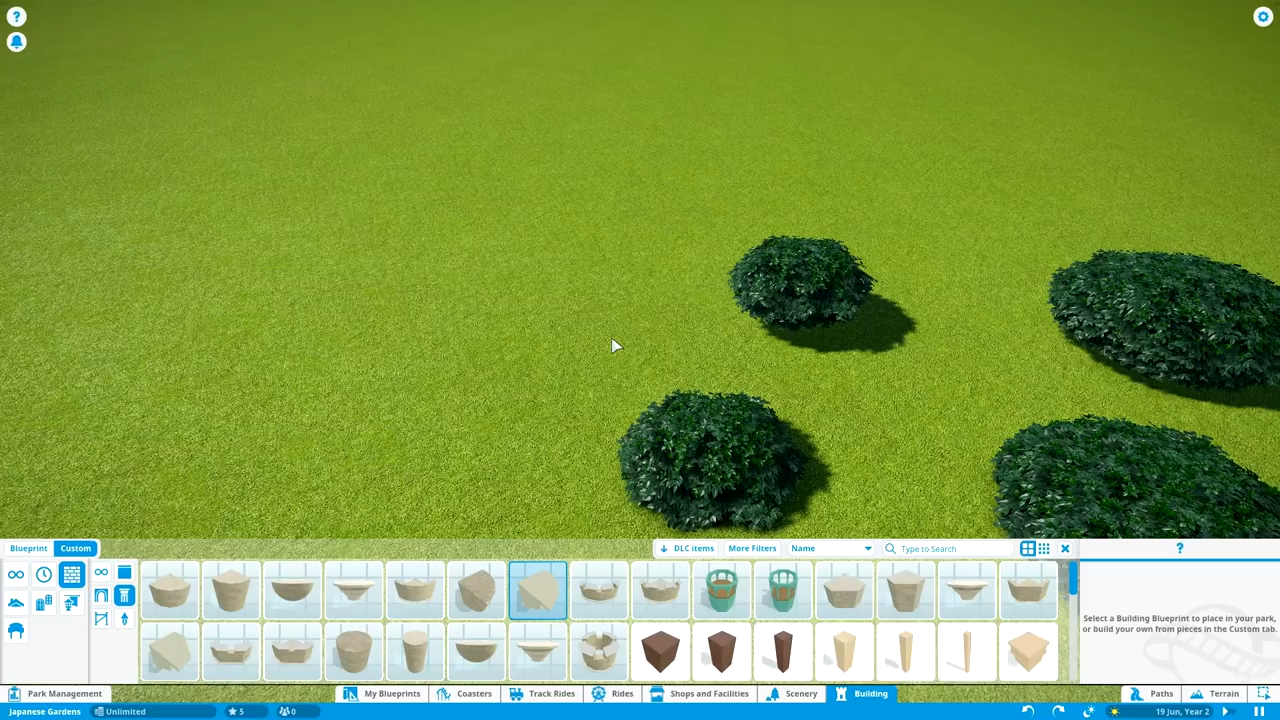 ?
Blueprint
Custom
DLC items
More Filters
Name
Type to Search
?
Select a Building Blueprint to place in your park,
or build your own from pieces in the Custom tab.
Park Management
My Blueprints
Coasters
Track Rides
Rides
Shops and Facilities
Scenery
Building
Paths
Terrain
Japanese Gardens
Unlimited
5
0
19 Jun, Year 2